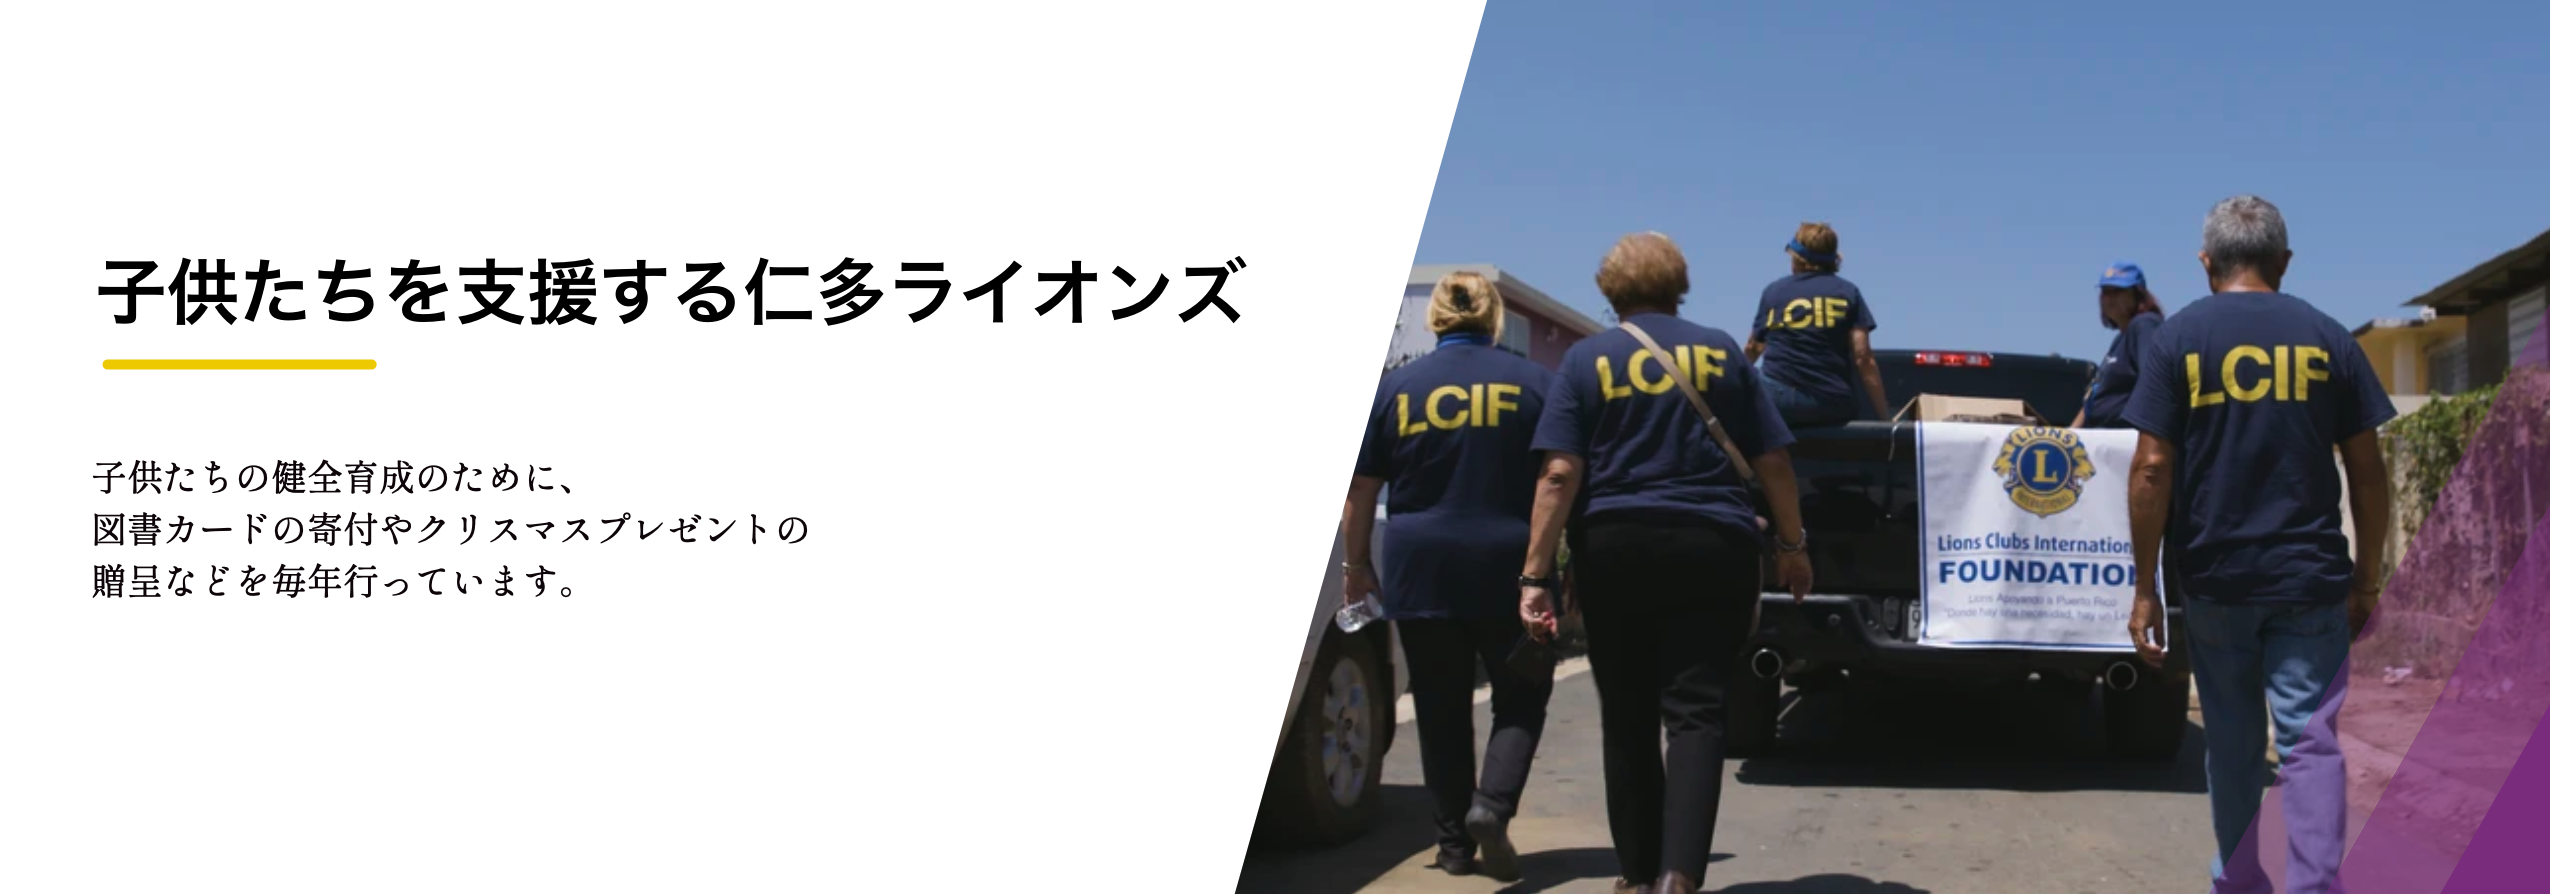 子供たちを支援する仁多ライオンズ
子供たちの健全育成のために、
図書カードの寄付やクリスマスプレゼントの
贈呈などを毎年行っています。
LCIF
LCIF
LCIF
LCIF
LIONS
L
Lions Clubs Internation
FOUNDATIO
Lions Apoyando a Puerto Rico
"Donde hay una necesidad, hay un Le